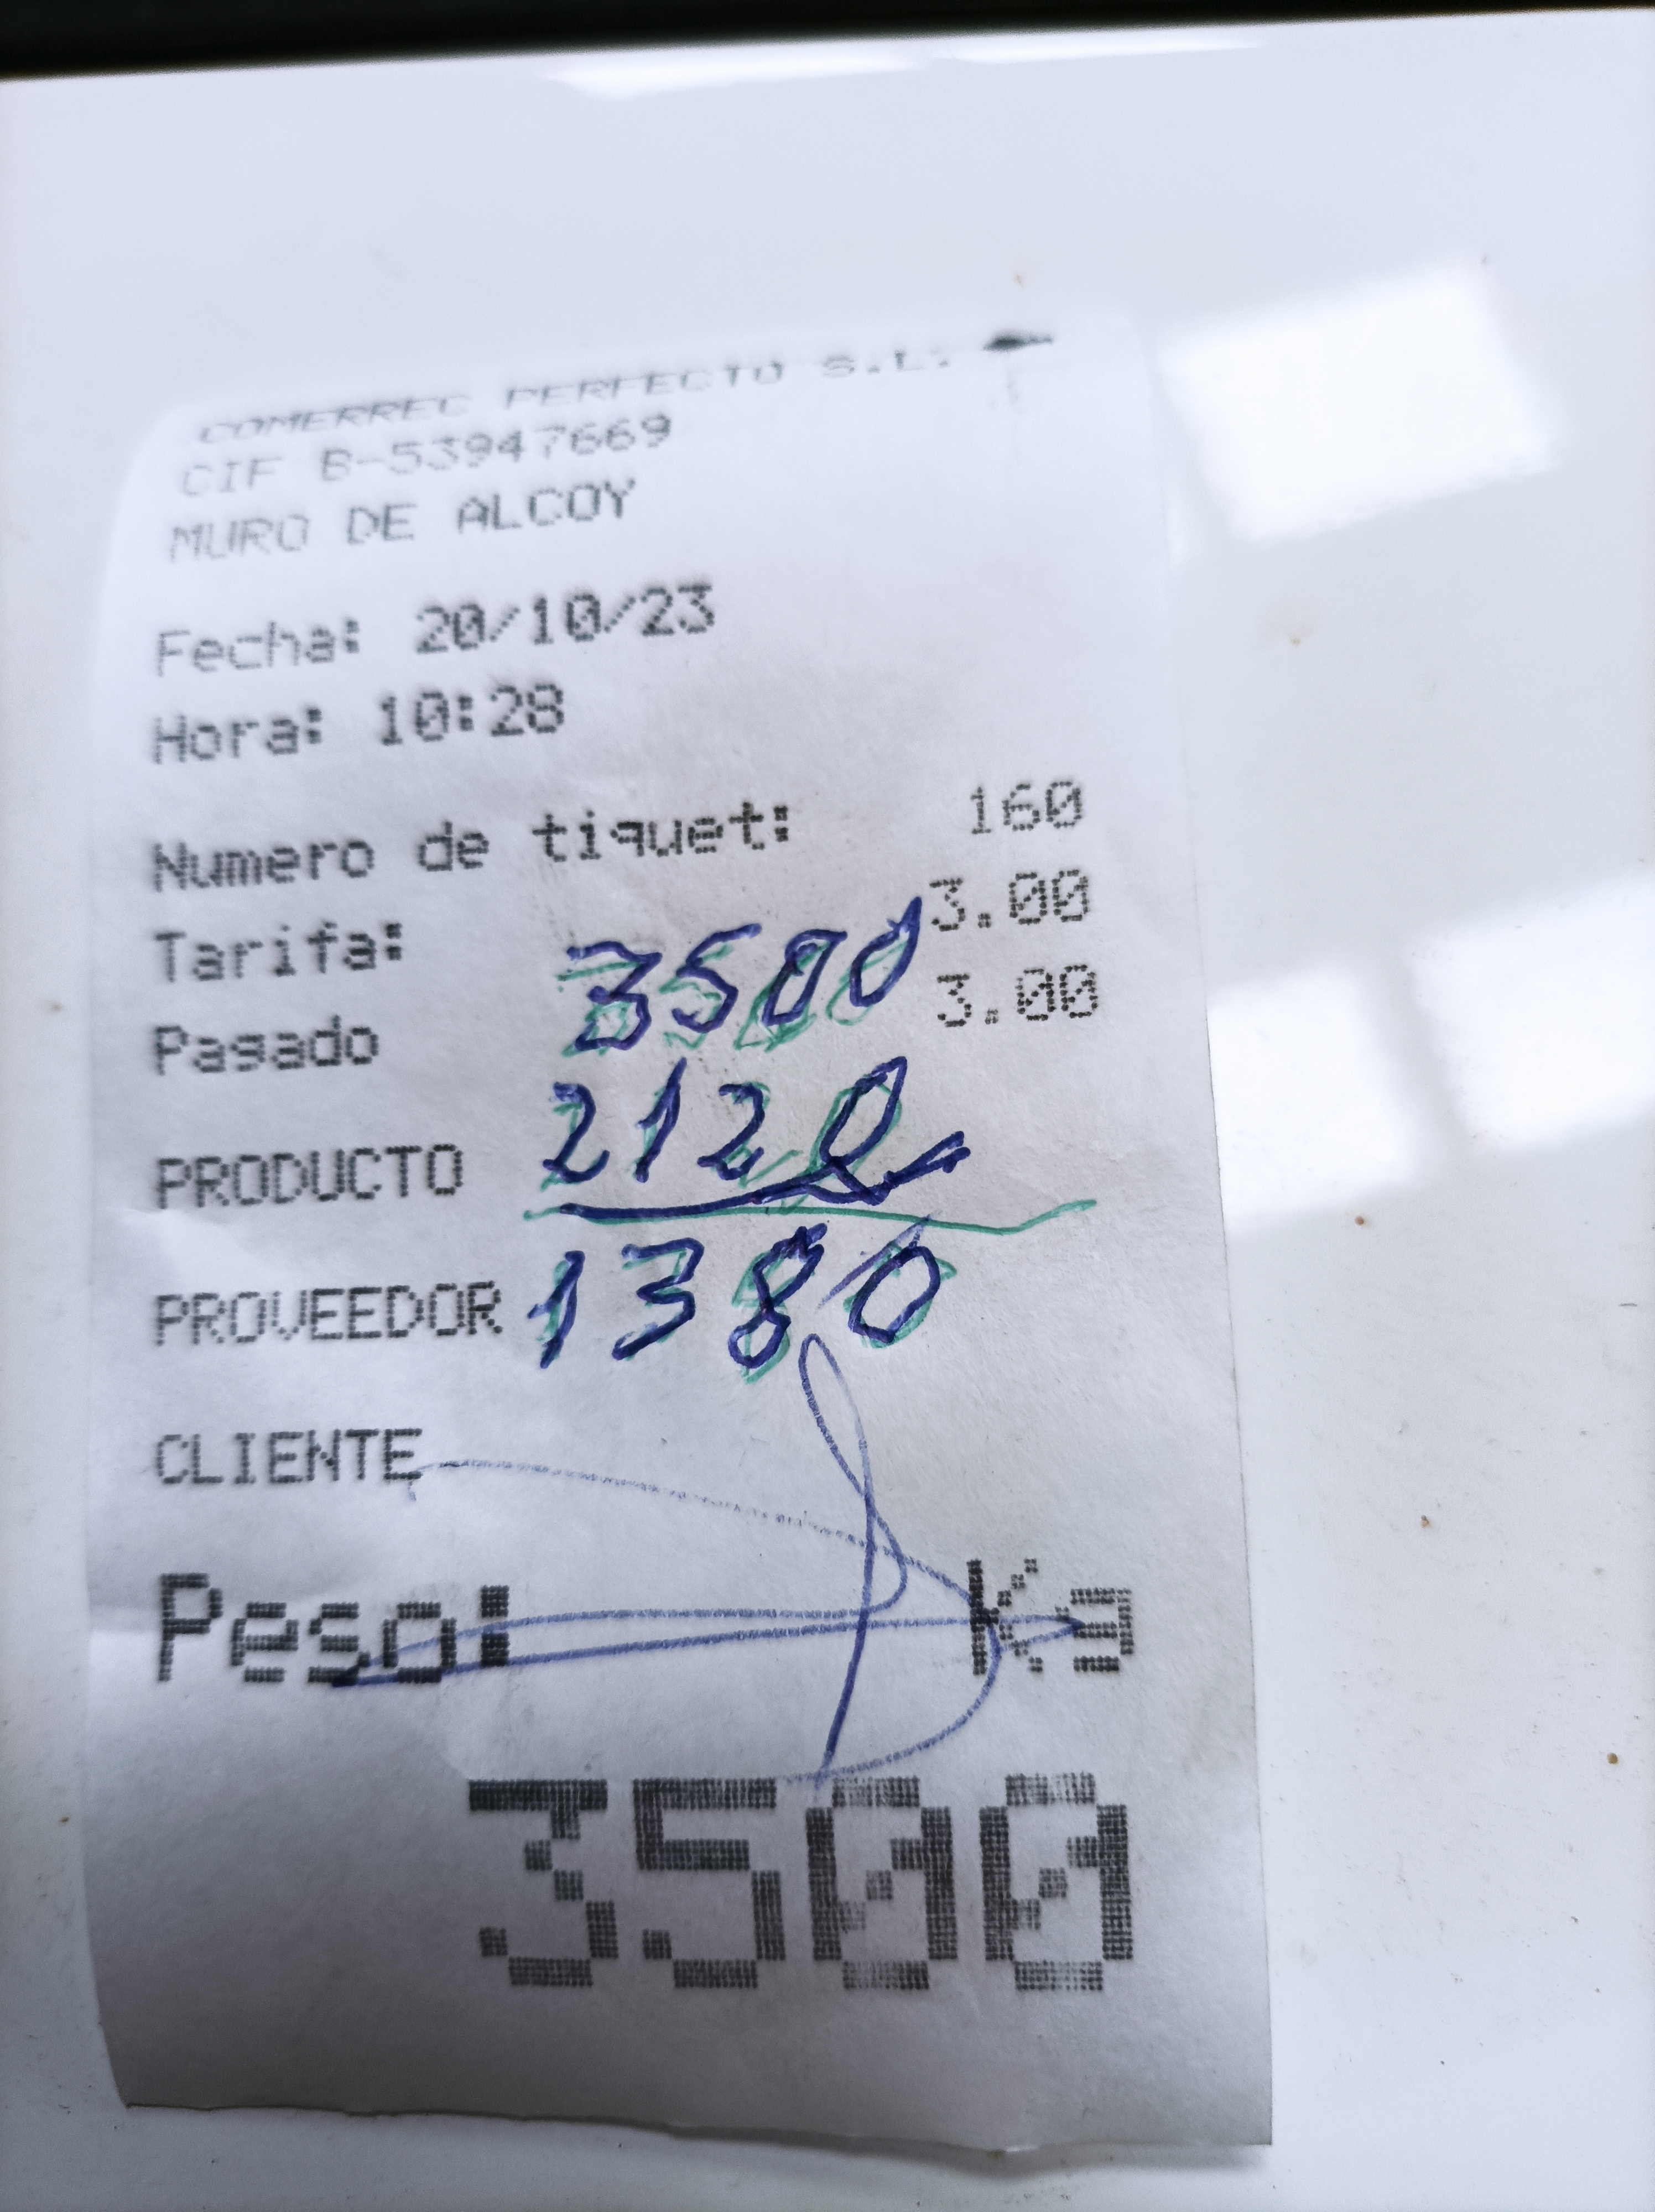 COMERREC PERFECTO S.L.
CIF B-53947669
MURO DE ALCOY
Fecha: 20/10/23
Hora: 10:28
Numero de tiquet: 160
Tarifa: 3.00
3500
Pagado 3.00
2120
PRODUCTO
1380
PROVEEDOR
CLIENTE
Peso: Kg
3500